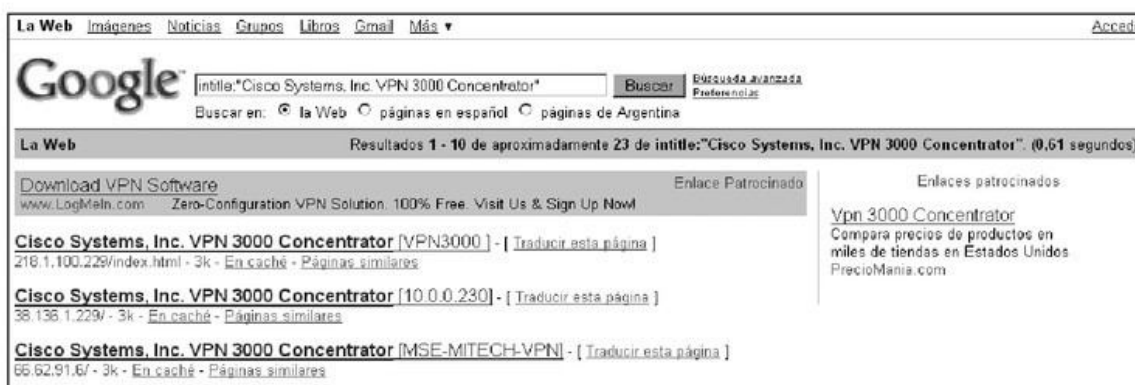 La Web Imágenes Noticias Grupos Libros Gmail Más ▼ Accedi
Google™
intitle:"Cisco Systems, Inc. VPN 3000 Concentrator" Buscar Búsqueda avanzada
Preferencias
Buscar en: la Web páginas en español páginas de Argentina
La Web Resultados 1 - 10 de aproximadamente 23 de intitle:"Cisco Systems, Inc. VPN 3000 Concentrator". (0,61 segundos)
Download VPN Software Enlace Patrocinado
www.LogMeIn.com Zero-Configuration VPN Solution. 100% Free. Visit Us & Sign Up Now!
Cisco Systems, Inc. VPN 3000 Concentrator [VPN3000 ] - [ Traducir esta página ]
218.1.100.229/index.html - 3k - En caché - Páginas similares
Cisco Systems, Inc. VPN 3000 Concentrator [10.0.0.230] - [ Traducir esta página ]
38.136.1.229/ - 3k - En caché - Páginas similares
Cisco Systems, Inc. VPN 3000 Concentrator [MSE-MITECH-VPN] - [ Traducir esta página ]
66.62.91.6/ - 3k - En caché - Páginas similares
Enlaces patrocinados
Vpn 3000 Concentrator
Compara precios de productos en
miles de tiendas en Estados Unidos
PrecioMania.com